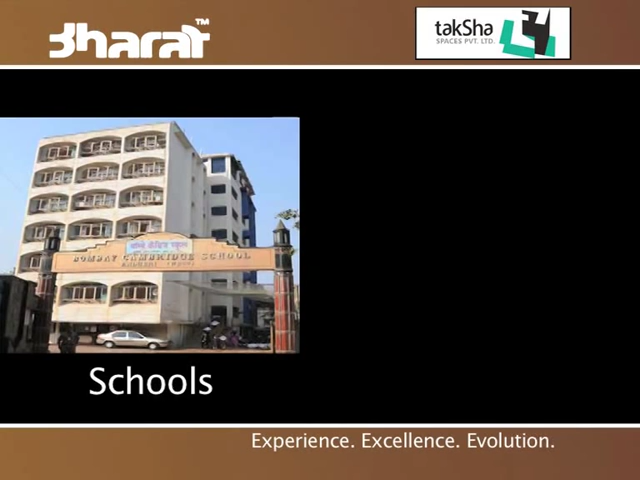 Bharat™
takSha
SPACES PVT. LTD.
BOMBAY CAMBRIDGE SCHOOL
Schools
Experience. Excellence. Evolution.